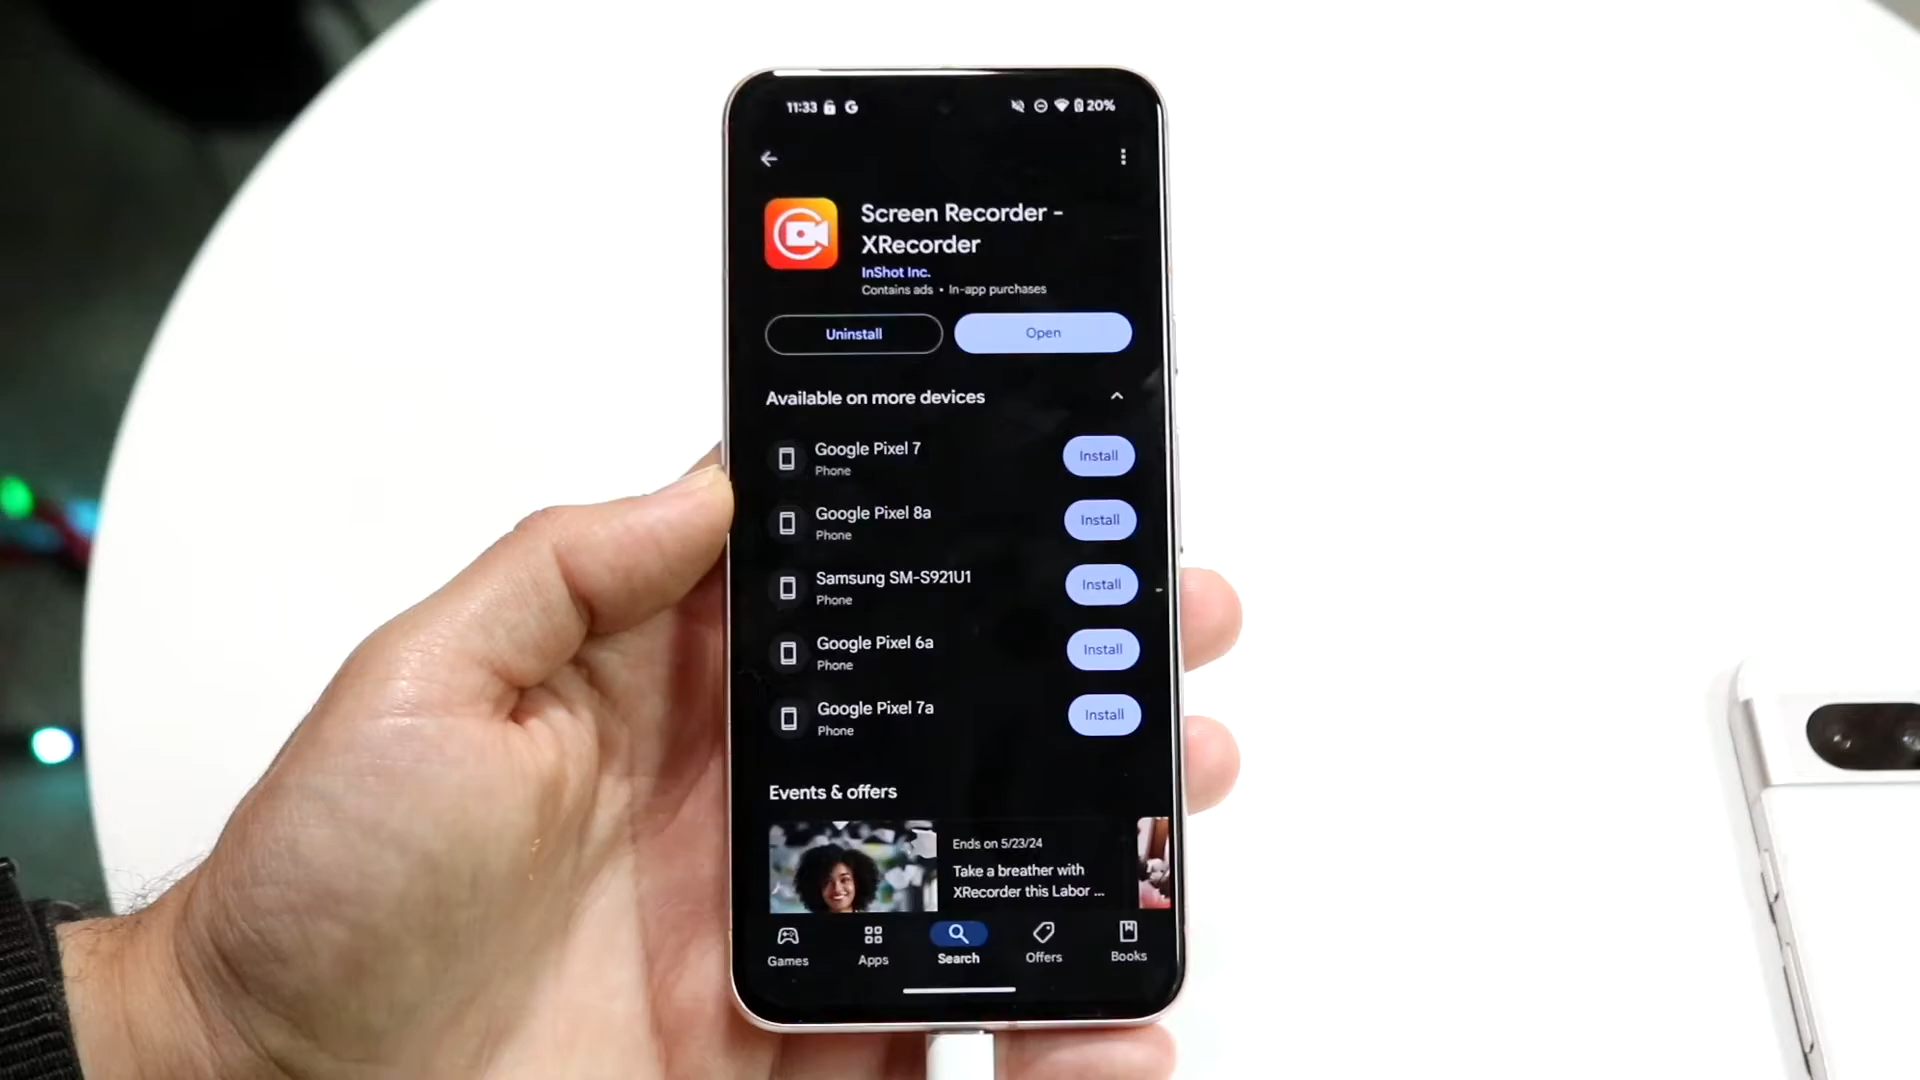 11:33 20%
Screen Recorder -
XRecorder
InShot Inc.
Contains ads • In-app purchases
Uninstall Open
Available on more devices
Google Pixel 7
Phone
Install
Google Pixel 8a
Phone
Install
Samsung SM-S921U1
Phone
Install
Google Pixel 6a
Phone
Install
Google Pixel 7a
Phone
Install
Events & offers
Ends on 5/23/24
Take a breather with
XRecorder this Labor ...
Games Apps Search Offers Books